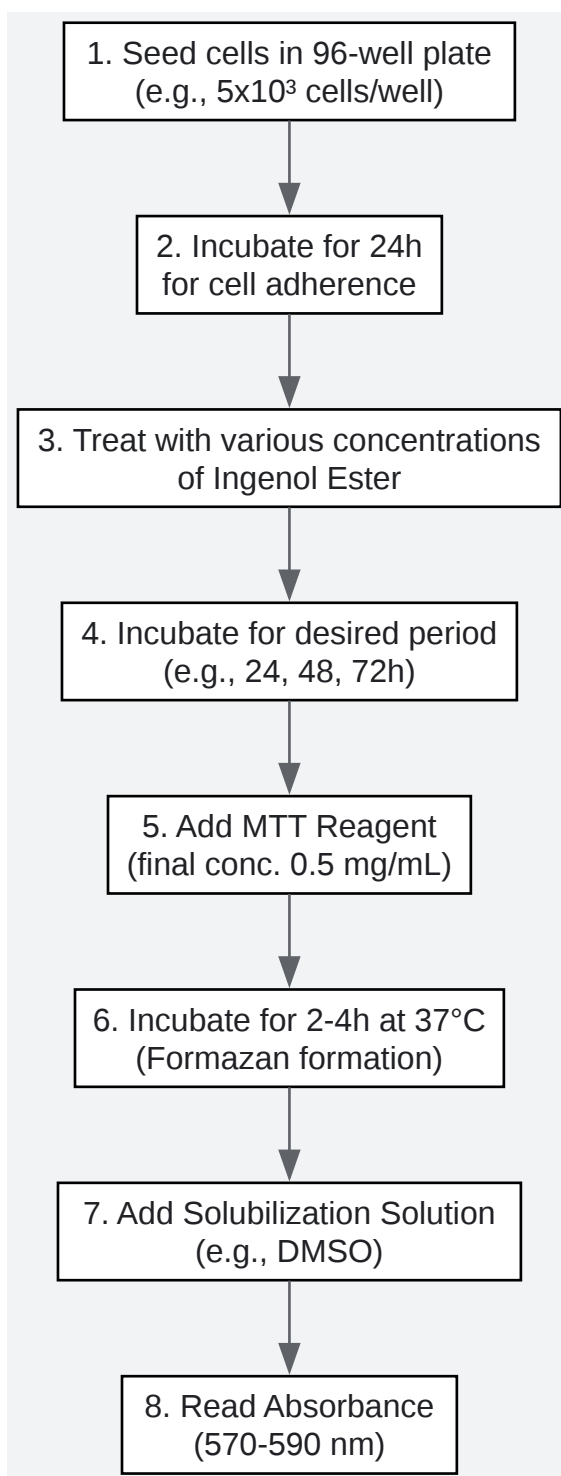 1. Seed cells in 96-well plate
(e.g., 5x10³ cells/well)
2. Incubate for 24h
for cell adherence
3. Treat with various concentrations
of Ingenol Ester
4. Incubate for desired period
(e.g., 24, 48, 72h)
5. Add MTT Reagent
(final conc. 0.5 mg/mL)
6. Incubate for 2-4h at 37°C
(Formazan formation)
7. Add Solubilization Solution
(e.g., DMSO)
8. Read Absorbance
(570-590 nm)